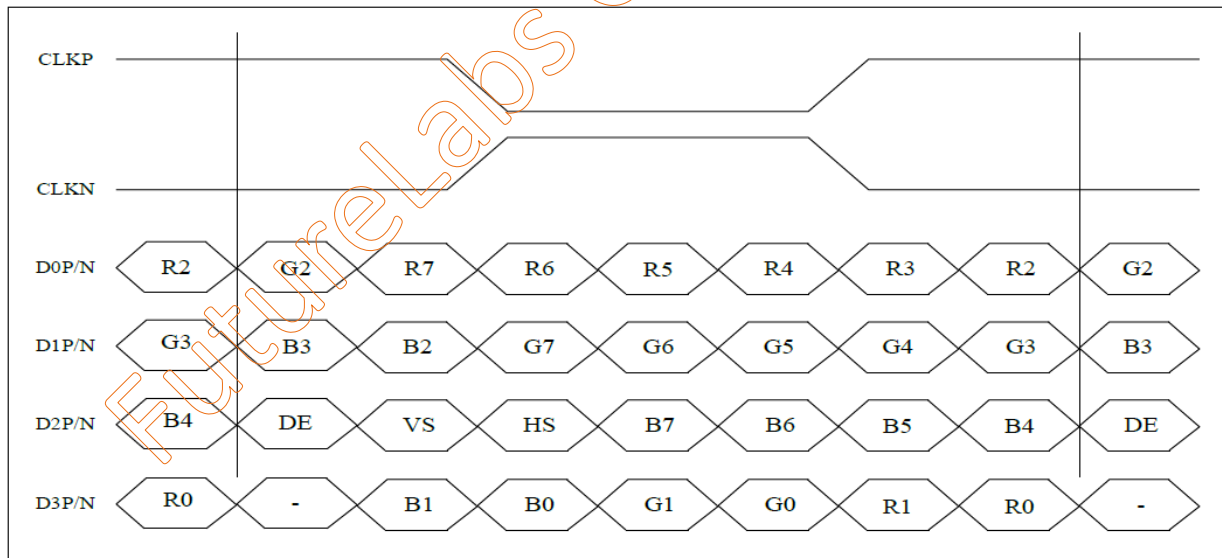 CLKP
CLKN
D0P/N R2 G2 R7 R6 R5 R4 R3 R2 G2
D1P/N G3 B3 B2 G7 G6 G5 G4 G3 B3
D2P/N B4 DE VS HS B7 B6 B5 B4 DE
D3P/N R0 - B1 B0 G1 G0 R1 R0 -
FutureLabs